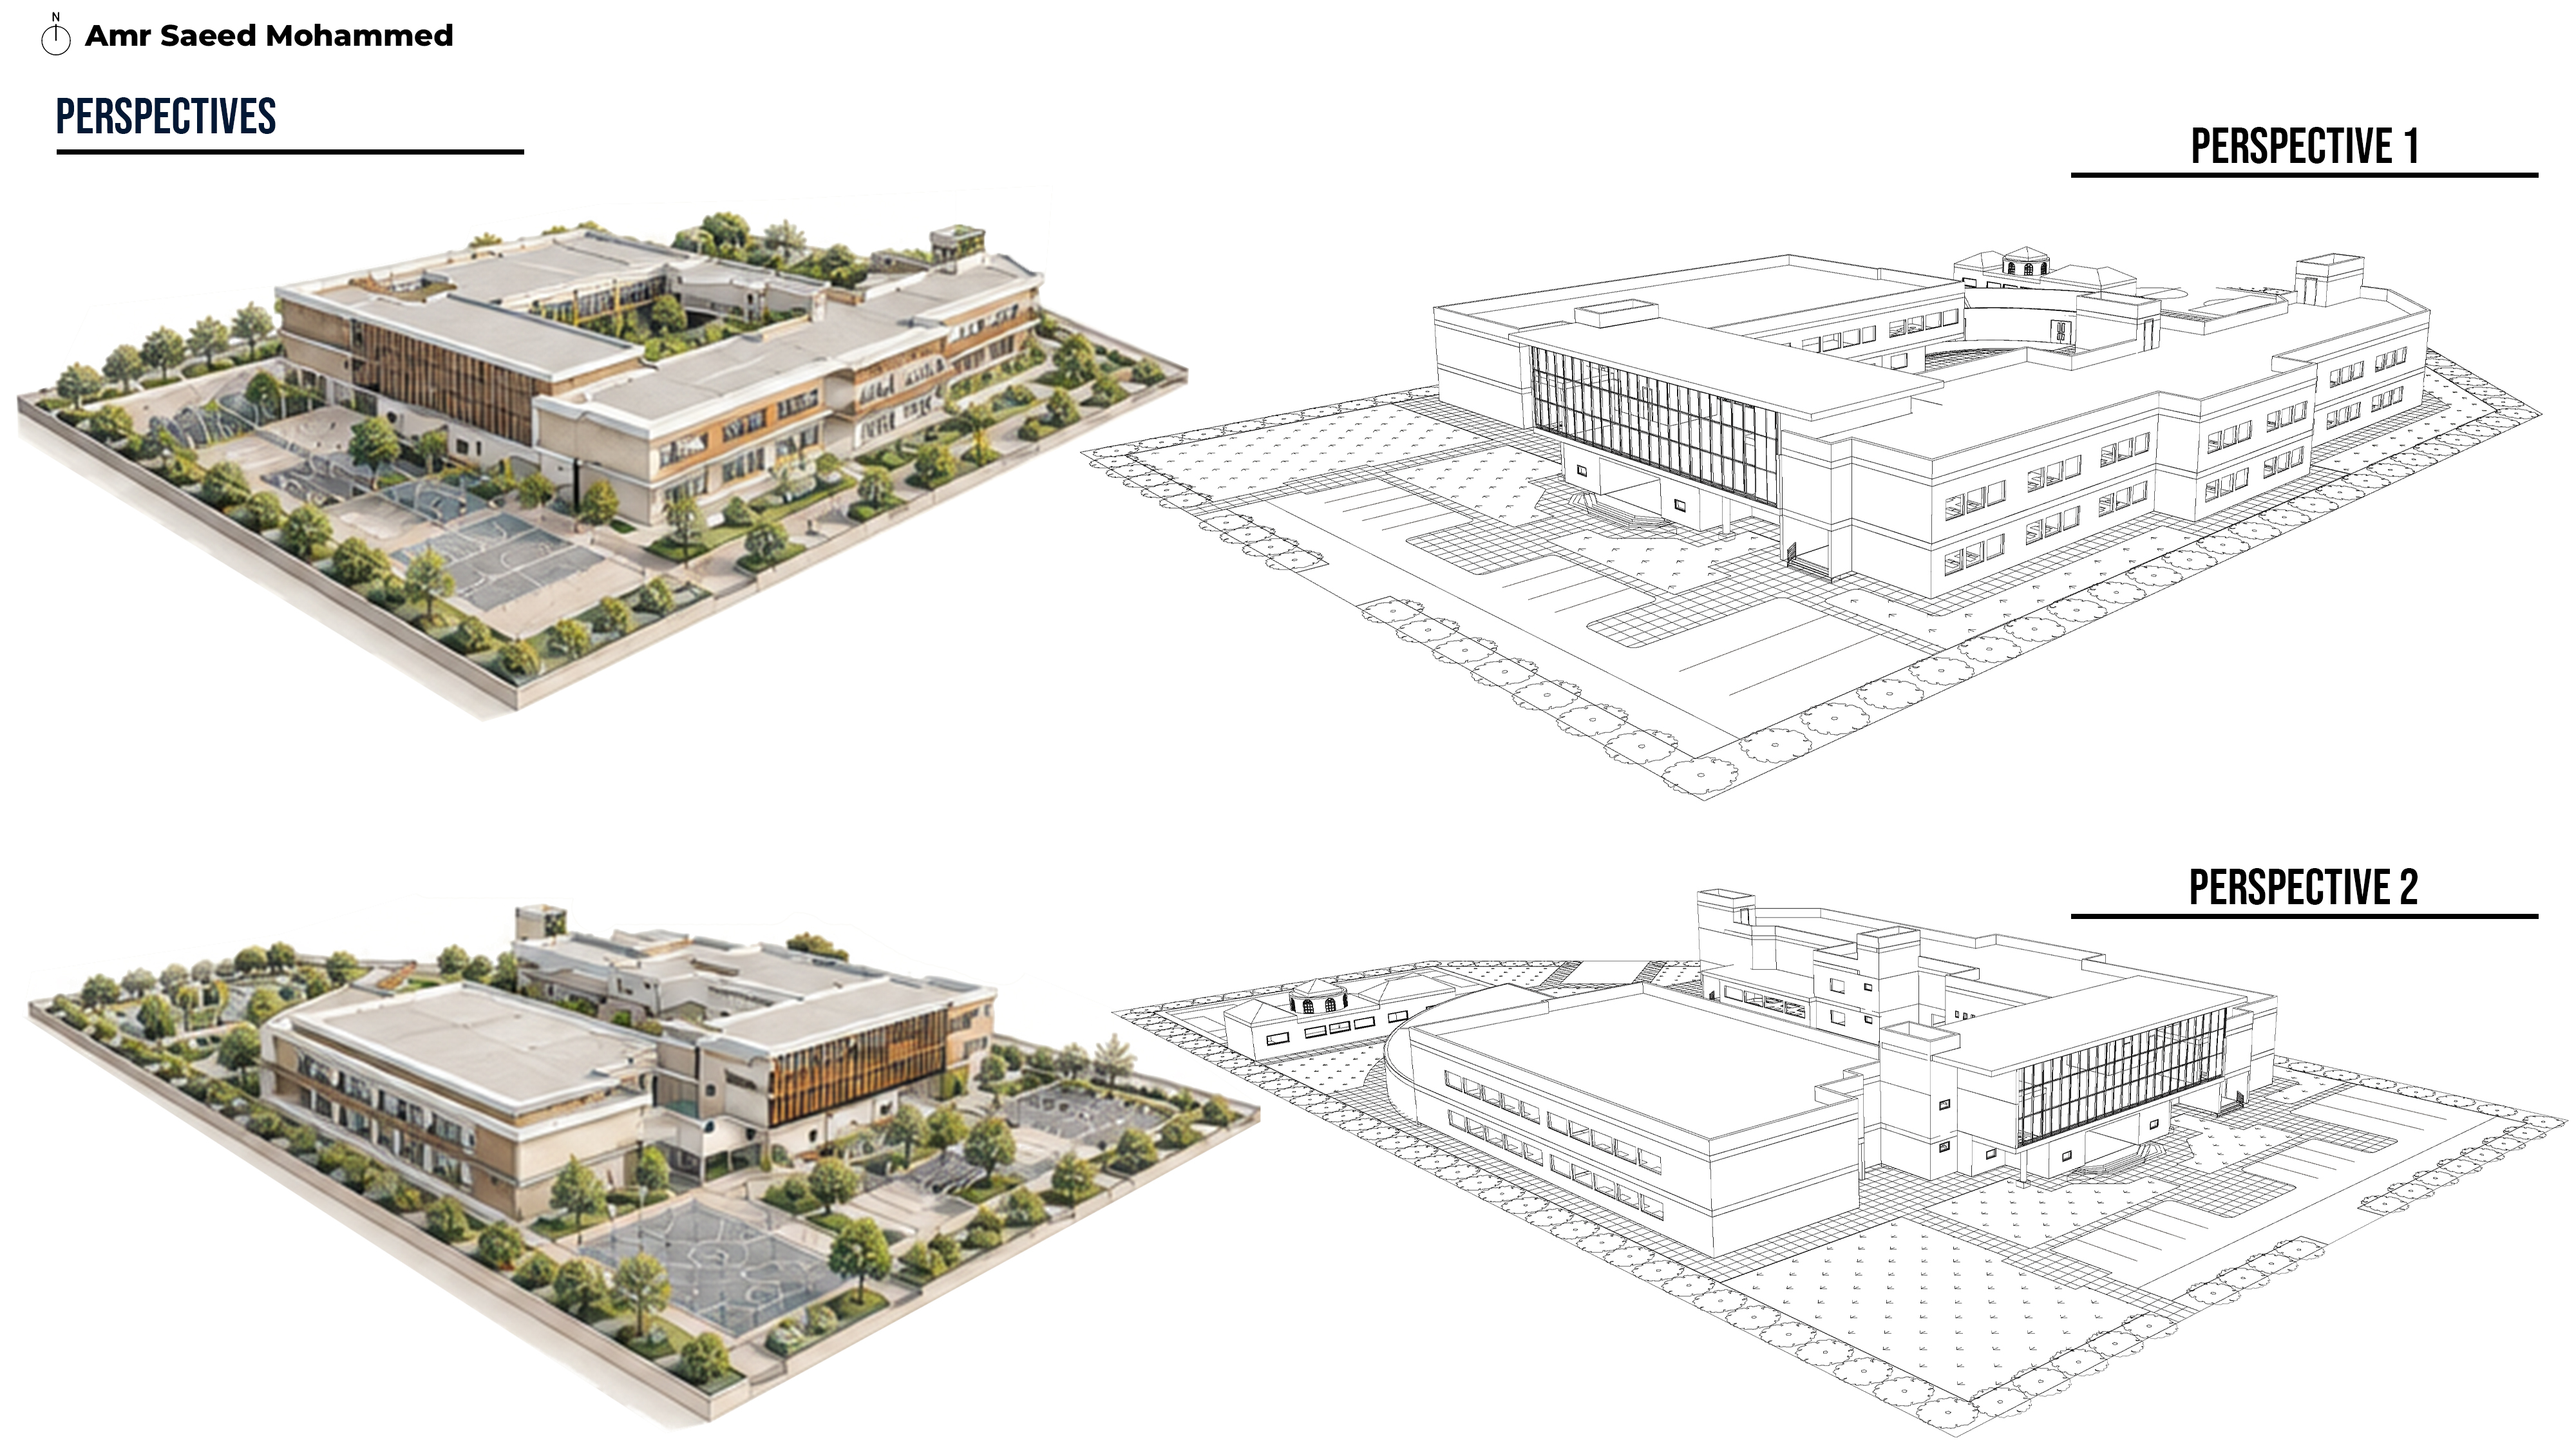 N
Amr Saeed Mohammed
PERSPECTIVES
PERSPECTIVE 1
PERSPECTIVE 2